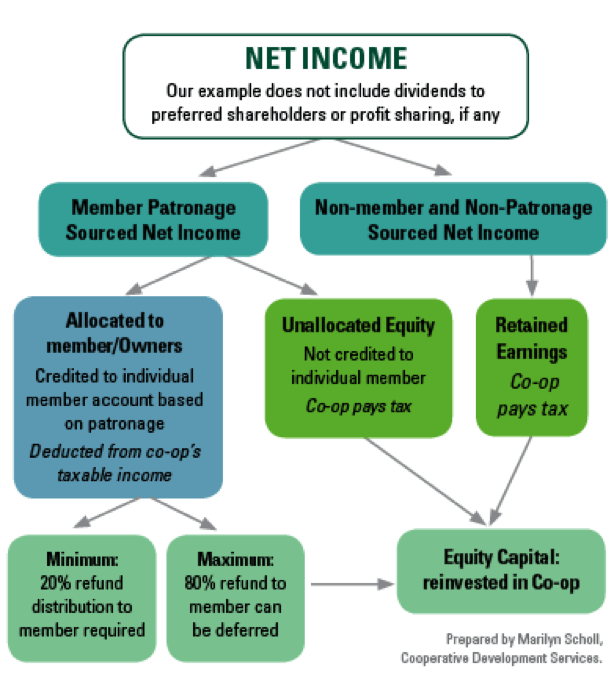 NET INCOME
Our example does not include dividends to
preferred shareholders or profit sharing, if any
Member Patronage
Sourced Net Income
Non-member and Non-Patronage
Sourced Net Income
Allocated to
member/Owners
Credited to individual
member account based
on patronage
Deducted from co-op's
taxable income
Unallocated Equity
Not credited to
individual member
Co-op pays tax
Retained
Earnings
Co-op
pays tax
Minimum:
20% refund
distribution to
member required
Maximum:
80% refund to
member can
be deferred
Equity Capital:
reinvested in Co-op
Prepared by Marilyn Scholl,
Cooperative Development Services.